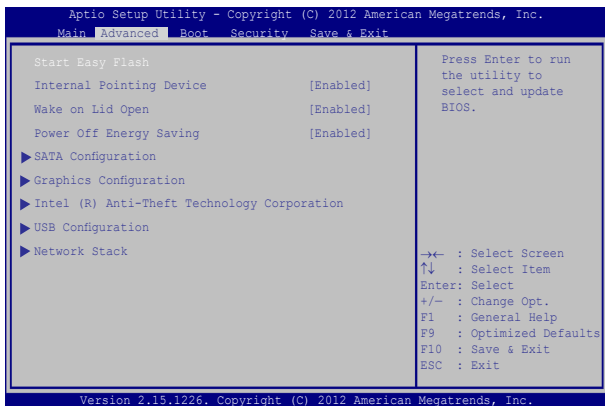 Aptio Setup Utility - Copyright (C) 2012 American Megatrends, Inc.
Main Advanced Boot Security Save & Exit
Start Easy Flash
Internal Pointing Device [Enabled]
Wake on Lid Open [Enabled]
Power Off Energy Saving [Enabled]
SATA Configuration
Graphics Configuration
Intel (R) Anti-Theft Technology Corporation
USB Configuration
Network Stack
Press Enter to run
the utility to
select and update
BIOS.
→← : Select Screen
↑↓ : Select Item
Enter: Select
+/— : Change Opt.
F1 : General Help
F9 : Optimized Defaults
F10 : Save & Exit
ESC : Exit
Version 2.15.1226. Copyright (C) 2012 American Megatrends, Inc.